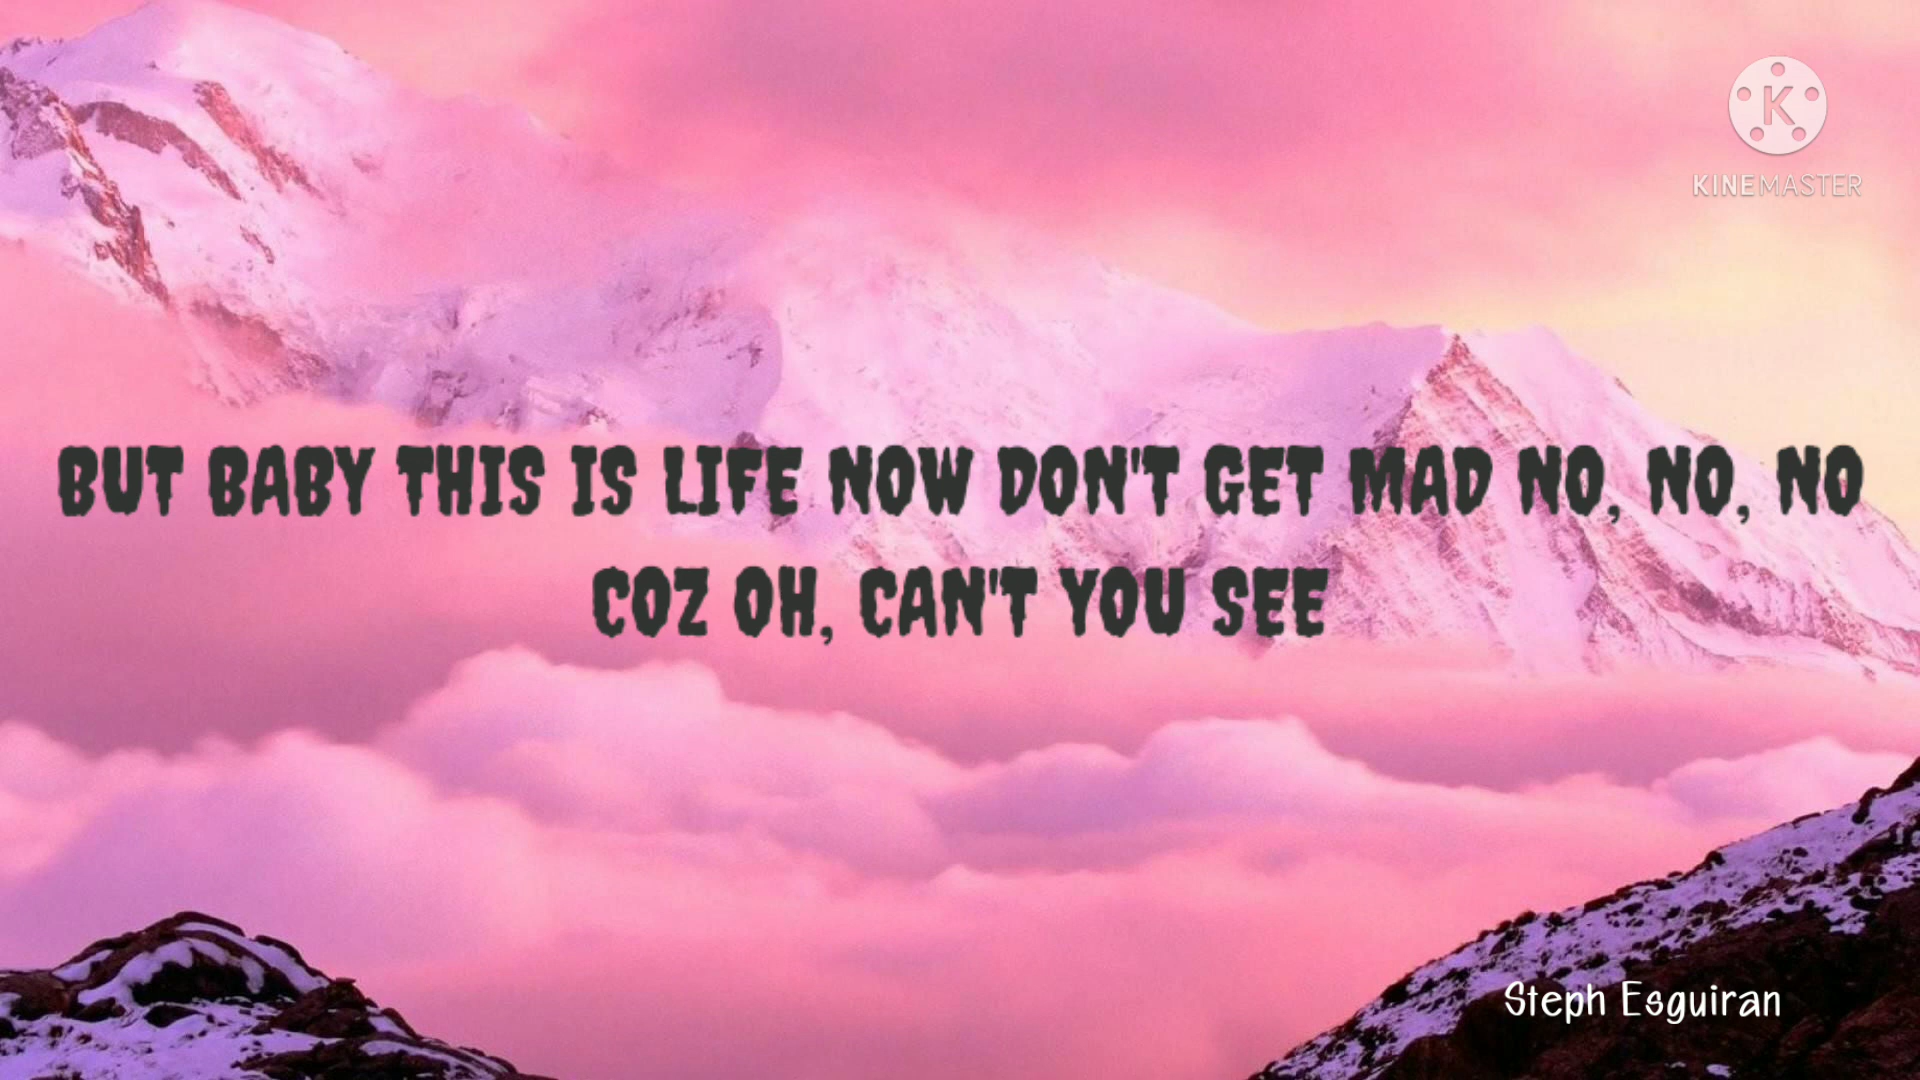 K
KINEMASTER
BUT BABY THIS IS LIFE NOW DON'T GET MAD NO, NO, NO
COZ OH, CAN'T YOU SEE
Steph Esguiran